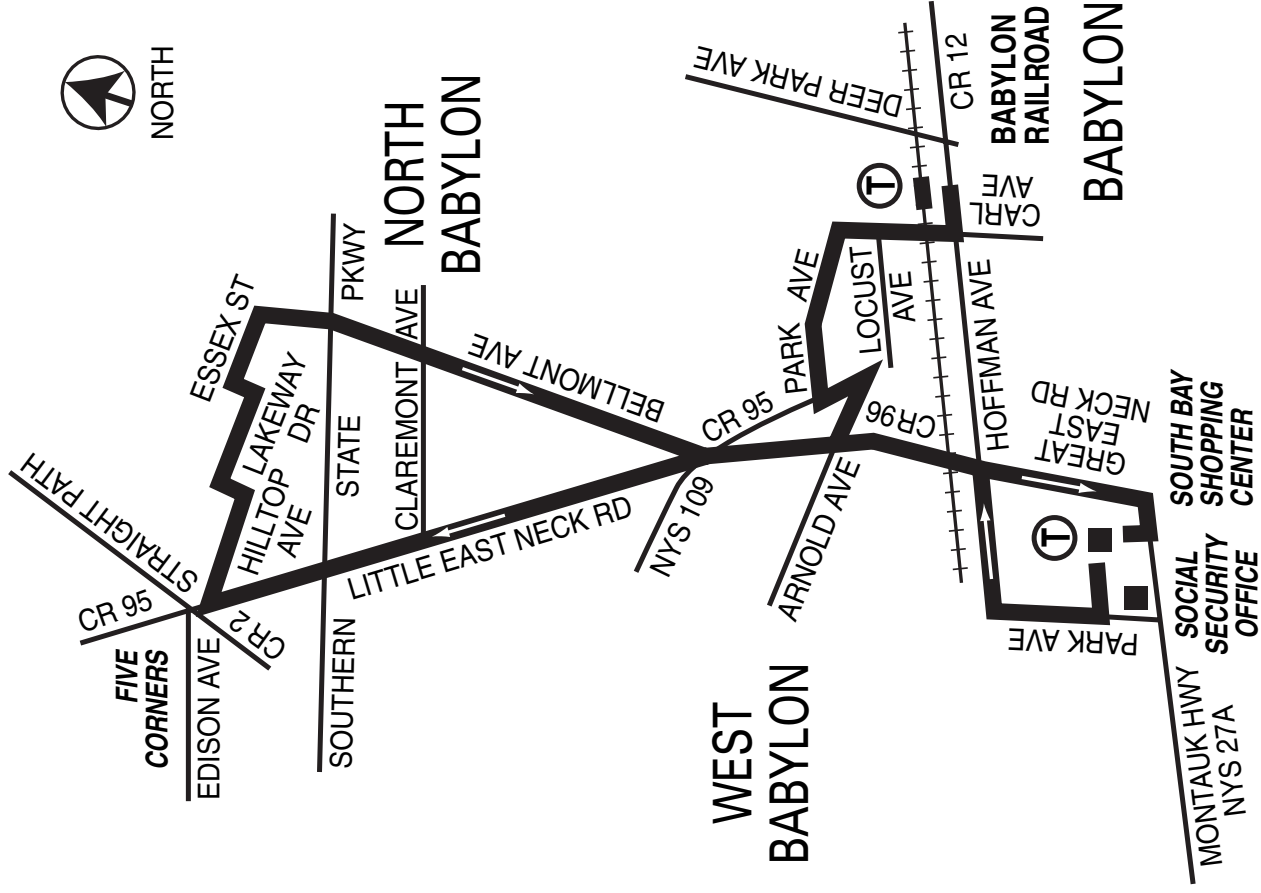 NORTH
NORTH
BABYLON
WEST
BABYLON
BABYLON
FIVE
CORNERS
CR 95
STRAIGHT PATH
CR 2
EDISON AVE
HILLTOP
AVE
LAKEWAY
DR
ESSEX ST
SOUTHERN
STATE
PKWY
CLAREMONT AVE
LITTLE EAST NECK RD
BELLMONT AVE
NYS 109
CR 95
ARNOLD AVE
CR96
PARK AVE
LOCUST
AVE
DEER PARK AVE
T
CR 12
BABYLON
RAILROAD
CARL
AVE
HOFFMAN AVE
GREAT
EAST
NECK RD
T
PARK AVE
SOUTH BAY
SHOPPING
CENTER
SOCIAL
SECURITY
OFFICE
MONTAUK HWY
NYS 27A